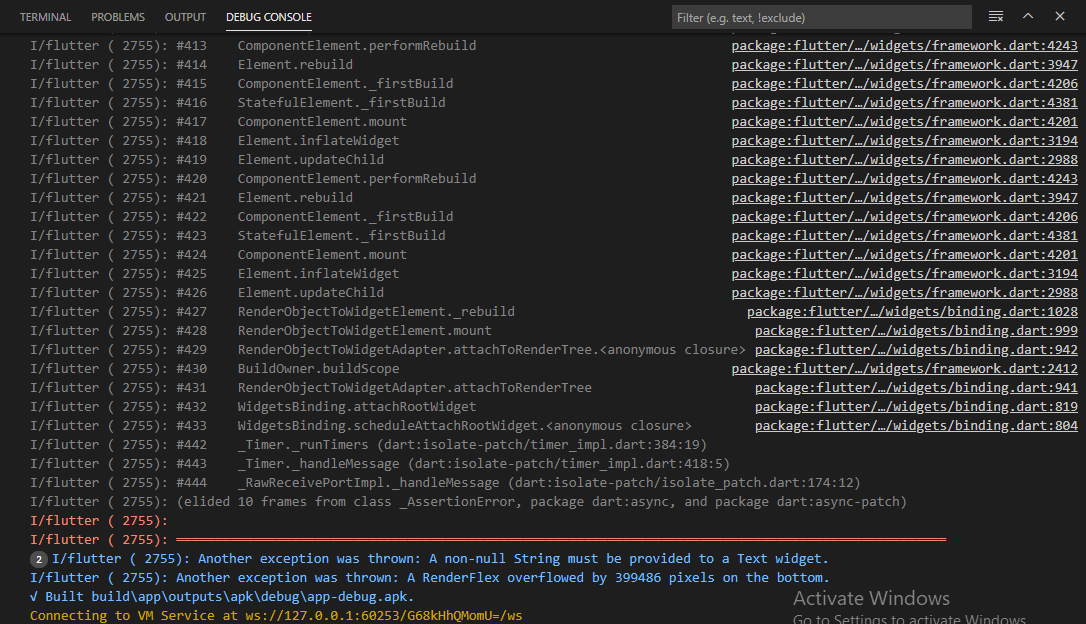 TERMINAL PROBLEMS OUTPUT DEBUG CONSOLE Filter (e.g. text, !exclude)
I/flutter ( 2755): #413 ComponentElement.performRebuild package:flutter/…/widgets/framework.dart:4243
I/flutter ( 2755): #414 Element.rebuild package:flutter/…/widgets/framework.dart:3947
I/flutter ( 2755): #415 ComponentElement._firstBuild package:flutter/…/widgets/framework.dart:4206
I/flutter ( 2755): #416 StatefulElement._firstBuild package:flutter/…/widgets/framework.dart:4381
I/flutter ( 2755): #417 ComponentElement.mount package:flutter/…/widgets/framework.dart:4201
I/flutter ( 2755): #418 Element.inflateWidget package:flutter/…/widgets/framework.dart:3194
I/flutter ( 2755): #419 Element.updateChild package:flutter/…/widgets/framework.dart:2988
I/flutter ( 2755): #420 ComponentElement.performRebuild package:flutter/…/widgets/framework.dart:4243
I/flutter ( 2755): #421 Element.rebuild package:flutter/…/widgets/framework.dart:3947
I/flutter ( 2755): #422 ComponentElement._firstBuild package:flutter/…/widgets/framework.dart:4206
I/flutter ( 2755): #423 StatefulElement._firstBuild package:flutter/…/widgets/framework.dart:4381
I/flutter ( 2755): #424 ComponentElement.mount package:flutter/…/widgets/framework.dart:4201
I/flutter ( 2755): #425 Element.inflateWidget package:flutter/…/widgets/framework.dart:3194
I/flutter ( 2755): #426 Element.updateChild package:flutter/…/widgets/framework.dart:2988
I/flutter ( 2755): #427 RenderObjectToWidgetElement._rebuild package:flutter/…/widgets/binding.dart:1028
I/flutter ( 2755): #428 RenderObjectToWidgetElement.mount package:flutter/…/widgets/binding.dart:999
I/flutter ( 2755): #429 RenderObjectToWidgetAdapter.attachToRenderTree.<anonymous closure> package:flutter/…/widgets/binding.dart:942
I/flutter ( 2755): #430 BuildOwner.buildScope package:flutter/…/widgets/framework.dart:2412
I/flutter ( 2755): #431 RenderObjectToWidgetAdapter.attachToRenderTree package:flutter/…/widgets/binding.dart:941
I/flutter ( 2755): #432 WidgetsBinding.attachRootWidget package:flutter/…/widgets/binding.dart:819
I/flutter ( 2755): #433 WidgetsBinding.scheduleAttachRootWidget.<anonymous closure> package:flutter/…/widgets/binding.dart:804
I/flutter ( 2755): #442 _Timer._runTimers (dart:isolate-patch/timer_impl.dart:384:19)
I/flutter ( 2755): #443 _Timer._handleMessage (dart:isolate-patch/timer_impl.dart:418:5)
I/flutter ( 2755): #444 _RawReceivePortImpl._handleMessage (dart:isolate-patch/isolate_patch.dart:174:12)
I/flutter ( 2755): (elided 10 frames from class _AssertionError, package dart:async, and package dart:async-patch)
I/flutter ( 2755):
I/flutter ( 2755): ════════════════════════════════════════════════════════════════════════════════════════════════════
2 I/flutter ( 2755): Another exception was thrown: A non-null String must be provided to a Text widget.
I/flutter ( 2755): Another exception was thrown: A RenderFlex overflowed by 399486 pixels on the bottom.
√ Built build\app\outputs\apk\debug\app-debug.apk.
Connecting to VM Service at ws://127.0.0.1:60253/G68kHhQMomU=/ws
Activate Windows
Go to Settings to activate Windows.